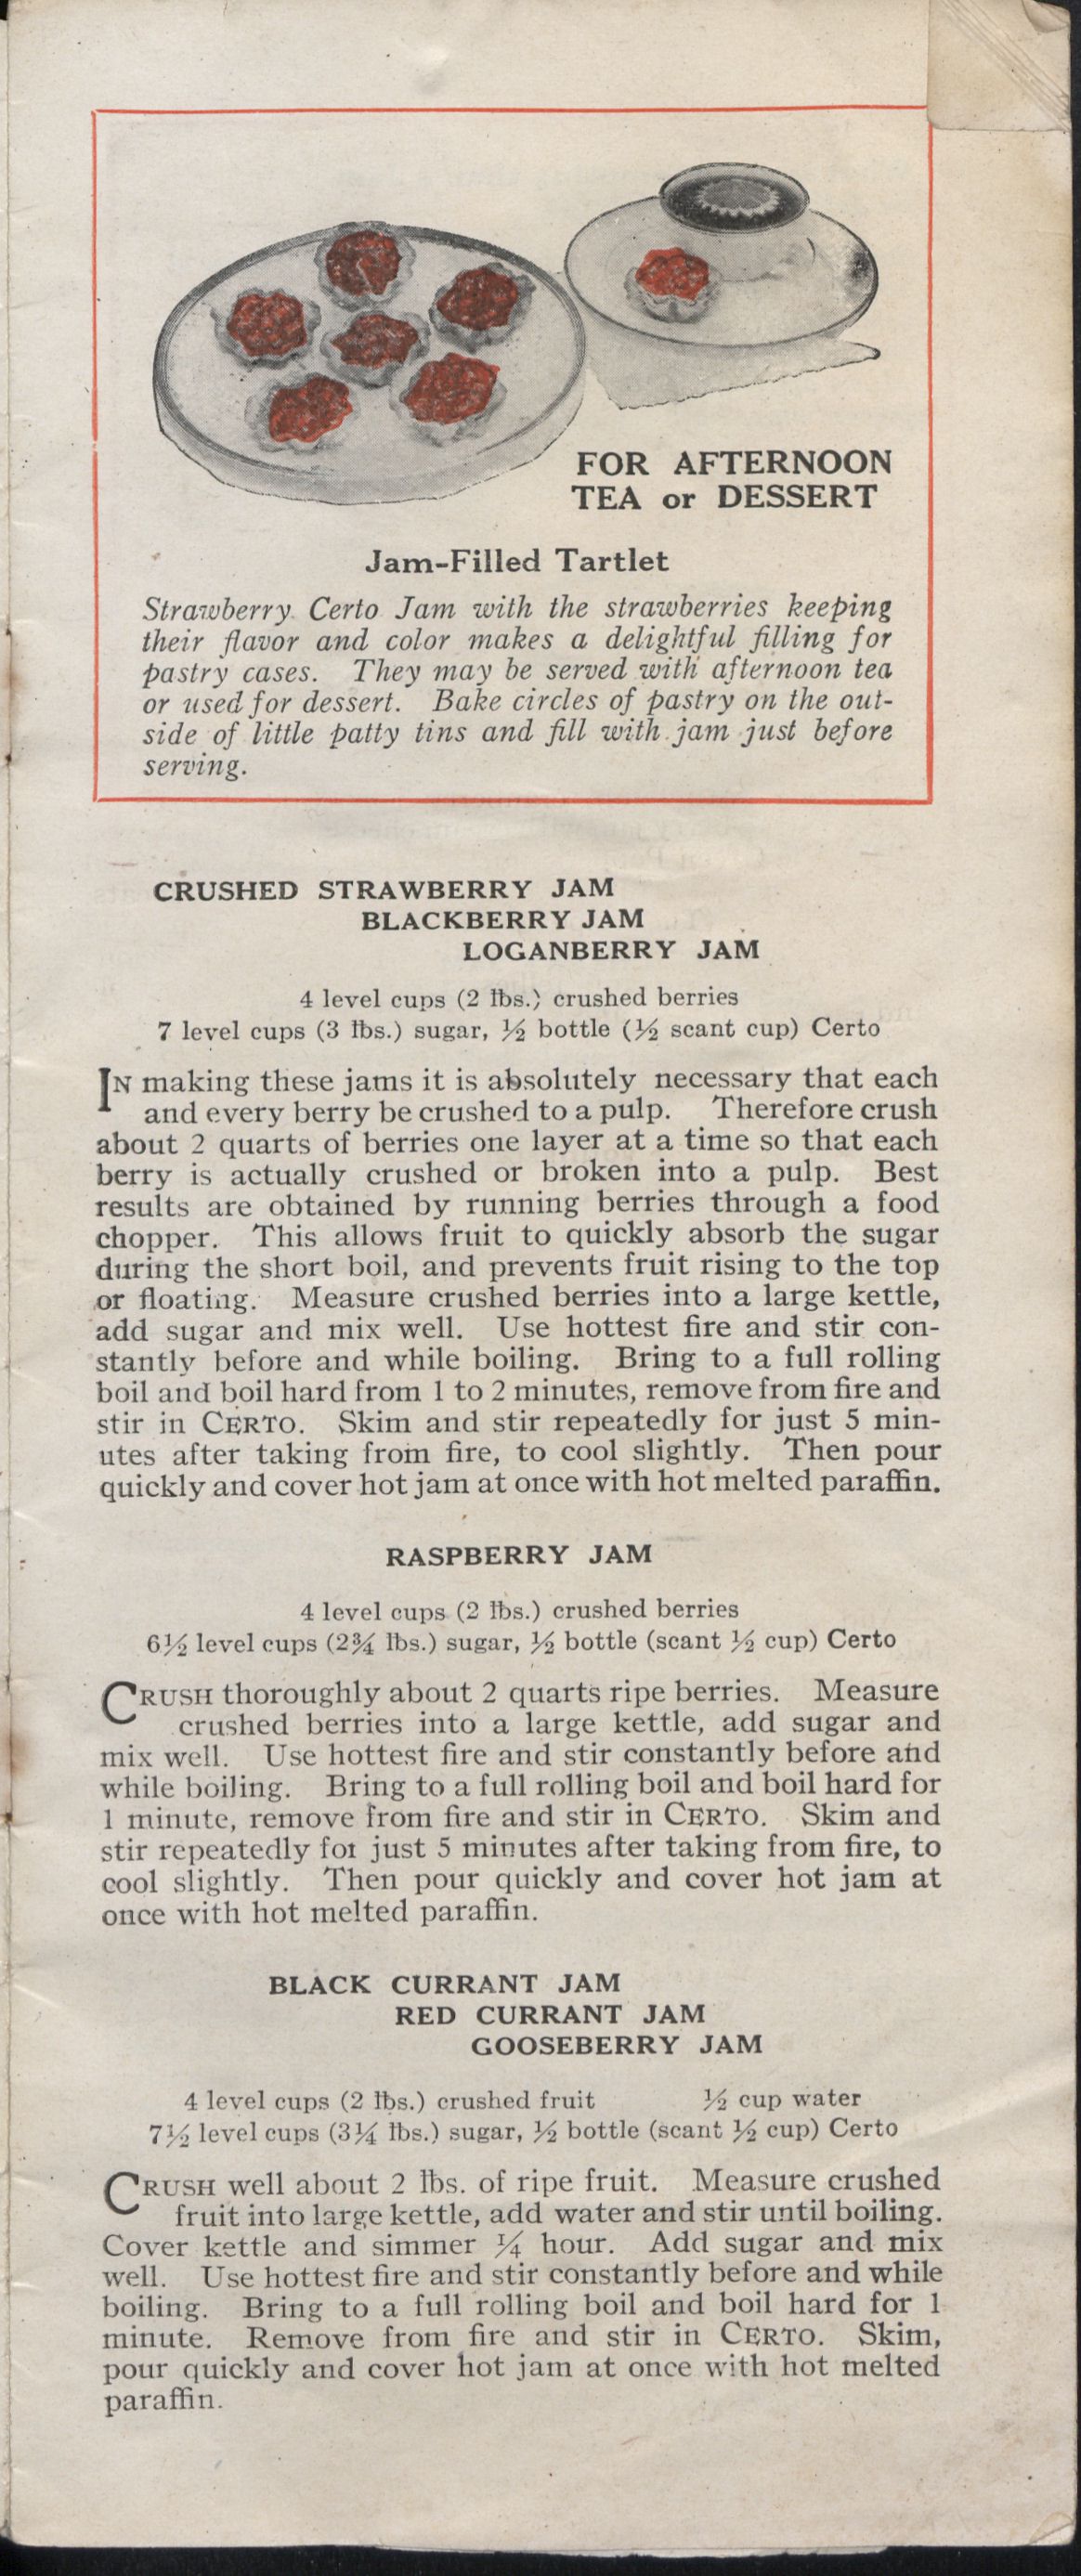 FOR AFTERNOON
TEA or DESSERT
Jam-Filled Tartlet
Strawberry Certo Jam with the strawberries keeping
their flavor and color makes a delightful filling for
pastry cases. They may be served with afternoon tea
or used for dessert. Bake circles of pastry on the out-
side of little patty tins and fill with jam just before
serving.
CRUSHED STRAWBERRY JAM
BLACKBERRY JAM
LOGANBERRY JAM
4 level cups (2 lbs.) crushed berries
7 level cups (3 lbs.) sugar, ½ bottle (½ scant cup) Certo
IN making these jams it is absolutely necessary that each
and every berry be crushed to a pulp. Therefore crush
about 2 quarts of berries one layer at a time so that each
berry is actually crushed or broken into a pulp. Best
results are obtained by running berries through a food
chopper. This allows fruit to quickly absorb the sugar
during the short boil, and prevents fruit rising to the top
or floating. Measure crushed berries into a large kettle,
add sugar and mix well. Use hottest fire and stir con-
stantly before and while boiling. Bring to a full rolling
boil and boil hard from 1 to 2 minutes, remove from fire and
stir in CERTO. Skim and stir repeatedly for just 5 min-
utes after taking from fire, to cool slightly. Then pour
quickly and cover hot jam at once with hot melted paraffin.
RASPBERRY JAM
4 level cups (2 lbs.) crushed berries
6½ level cups (2¾ lbs.) sugar, ½ bottle (scant ½ cup) Certo
CRUSH thoroughly about 2 quarts ripe berries. Measure
crushed berries into a large kettle, add sugar and
mix well. Use hottest fire and stir constantly before and
while boiling. Bring to a full rolling boil and boil hard for
1 minute, remove from fire and stir in CERTO. Skim and
stir repeatedly for just 5 minutes after taking from fire, to
cool slightly. Then pour quickly and cover hot jam at
once with hot melted paraffin.
BLACK CURRANT JAM
RED CURRANT JAM
GOOSEBERRY JAM
4 level cups (2 lbs.) crushed fruit ½ cup water
7½ level cups (3¼ lbs.) sugar, ½ bottle (scant ½ cup) Certo
CRUSH well about 2 lbs. of ripe fruit. Measure crushed
fruit into large kettle, add water and stir until boiling.
Cover kettle and simmer ¼ hour. Add sugar and mix
well. Use hottest fire and stir constantly before and while
boiling. Bring to a full rolling boil and boil hard for 1
minute. Remove from fire and stir in CERTO. Skim,
pour quickly and cover hot jam at once with hot melted
paraffin.